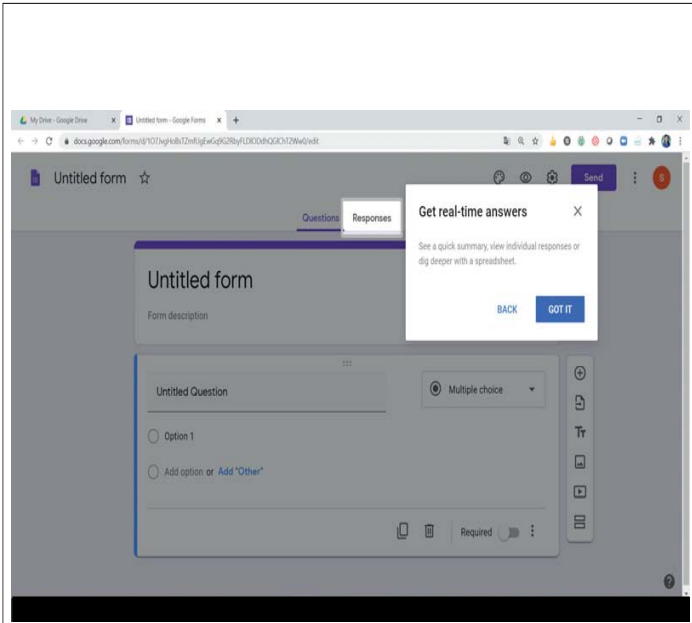 My Drive - Google Drive
Untitled form - Google Forms
Untitled form
Send
S
Questions
Responses
Get real-time answers
See a quick summary, view individual responses or
dig deeper with a spreadsheet.
BACK
GOT IT
Untitled form
Form description
Untitled Question
Multiple choice
Option 1
Add option or Add "Other"
Tт
Required